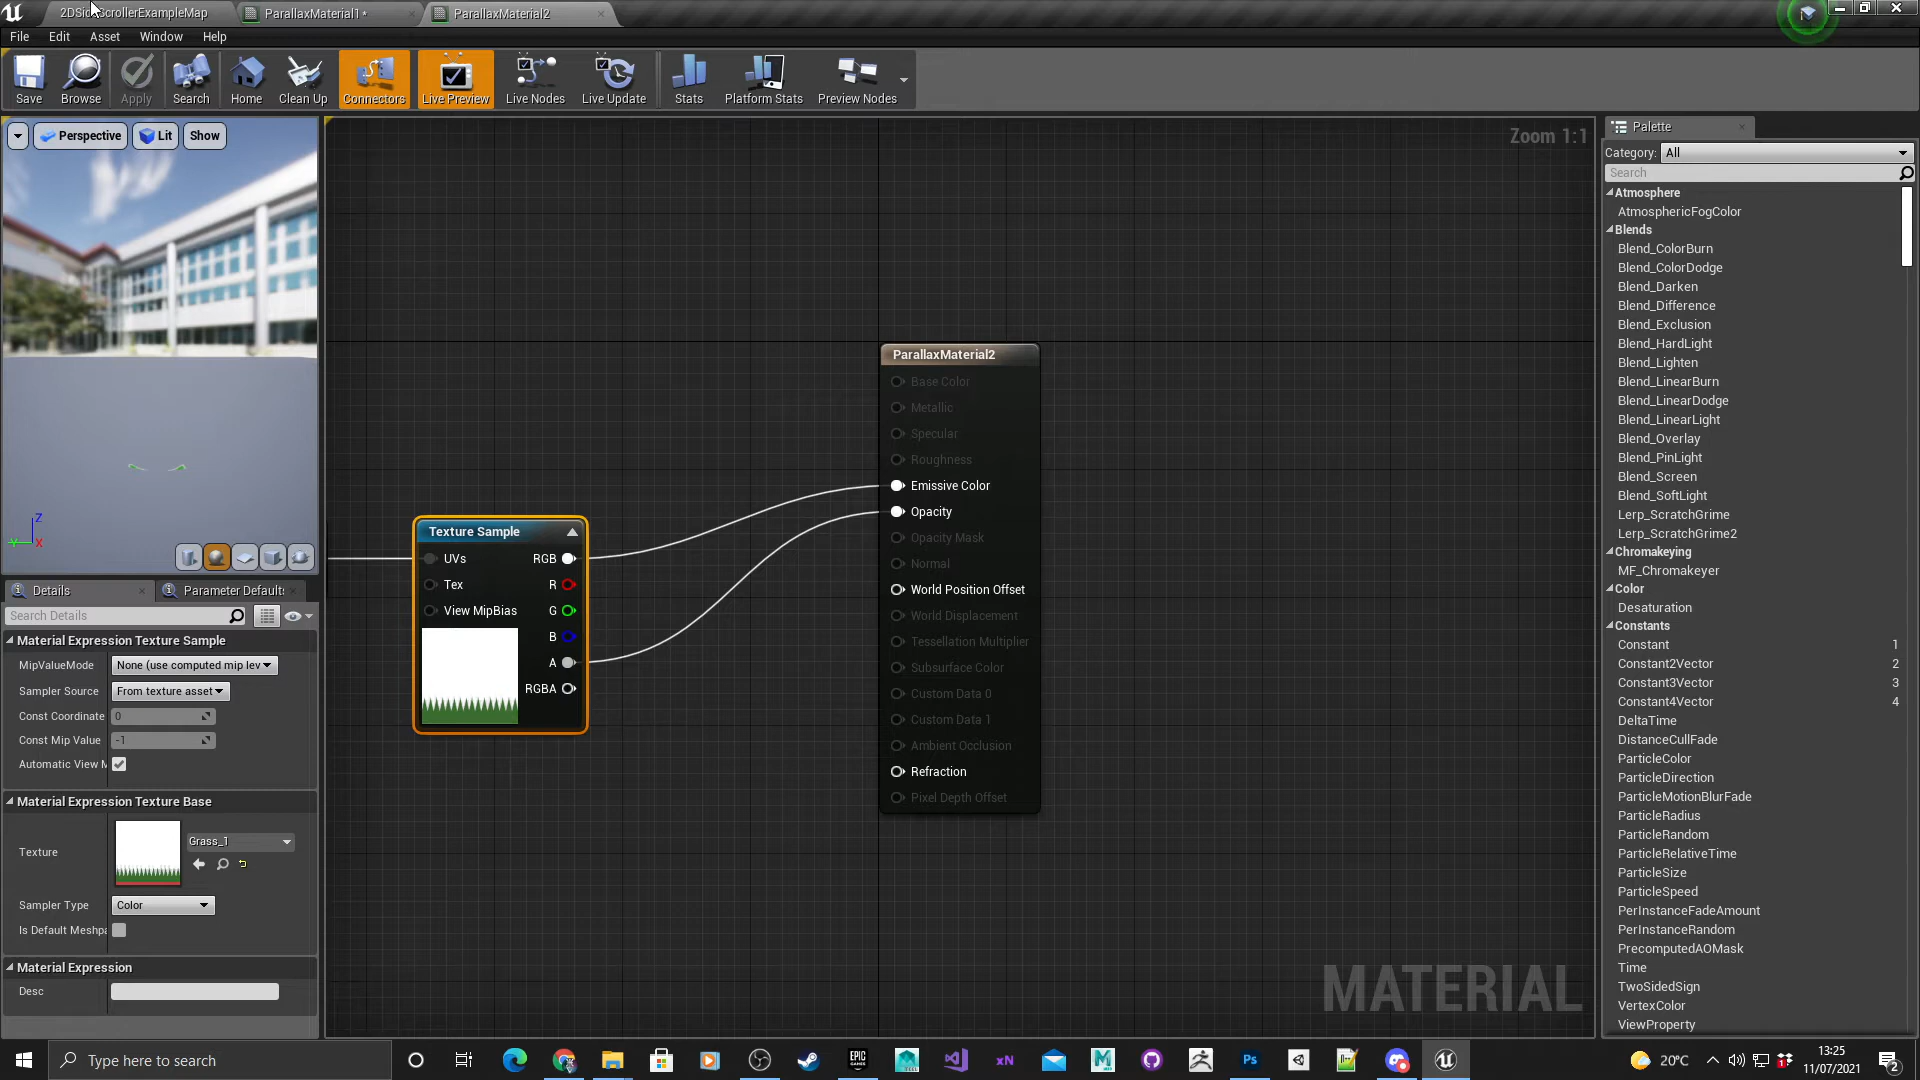 ParallaxMaterial1*
ParallaxMaterial2
File Edit Asset Window Help
Save Browse Apply Search Home Clean Up Connectors Live Preview Live Nodes Live Update Stats Platform Stats Preview Nodes
Perspective Lit Show
Zoom 1:1
Z
Y
X
Details
Parameter Defaults
Search Details
Material Expression Texture Sample
MipValueMode None (use computed mip lev
Sampler Source From texture asset
Const Coordinate 0
Const Mip Value -1
Automatic View M
Material Expression Texture Base
Texture Grass_1
Sampler Type Color
Is Default Meshpa
Material Expression
Desc
Texture Sample
UVs RGB
Tex R
View MipBias G
B
A
RGBA
ParallaxMaterial2
Base Color
Metallic
Specular
Roughness
Emissive Color
Opacity
Opacity Mask
Normal
World Position Offset
World Displacement
Tessellation Multiplier
Subsurface Color
Custom Data 0
Custom Data 1
Ambient Occlusion
Refraction
Pixel Depth Offset
MATERIAL
Palette
Category: All
Search
Atmosphere
AtmosphericFogColor
Blends
Blend_ColorBurn
Blend_ColorDodge
Blend_Darken
Blend_Difference
Blend_Exclusion
Blend_HardLight
Blend_Lighten
Blend_LinearBurn
Blend_LinearDodge
Blend_LinearLight
Blend_Overlay
Blend_PinLight
Blend_Screen
Blend_SoftLight
Lerp_ScratchGrime
Lerp_ScratchGrime2
Chromakeying
MF_Chromakeyer
Color
Desaturation
Constants
Constant 1
Constant2Vector 2
Constant3Vector 3
Constant4Vector 4
DeltaTime
DistanceCullFade
ParticleColor
ParticleDirection
ParticleMotionBlurFade
ParticleRadius
ParticleRandom
ParticleRelativeTime
ParticleSize
ParticleSpeed
PerInstanceFadeAmount
PerInstanceRandom
PrecomputedAOMask
Time
TwoSidedSign
VertexColor
ViewProperty
Type here to search
EPIC GAMES
xN
M
Ps
20°C
13:25
11/07/2021
2